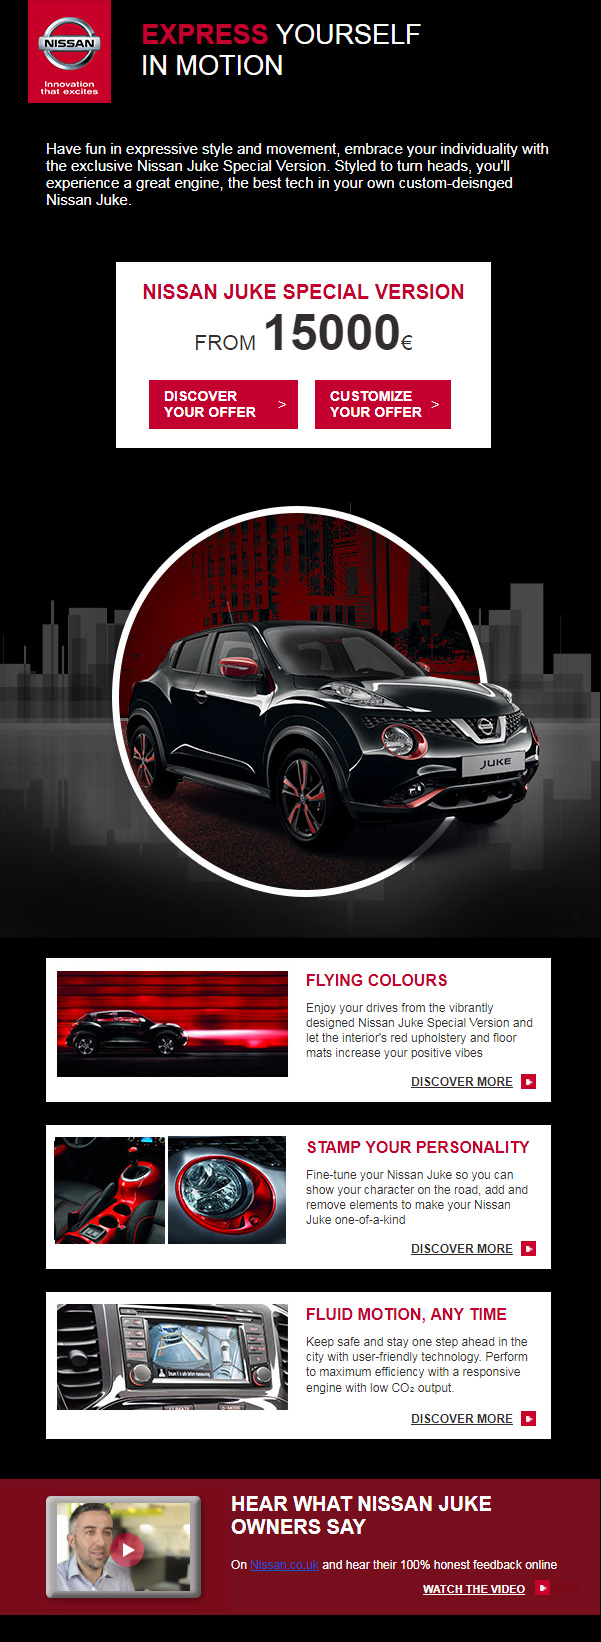 NISSAN
Innovation
that excites
EXPRESS YOURSELF
IN MOTION
Have fun in expressive style and movement, embrace your individuality with
the exclusive Nissan Juke Special Version. Styled to turn heads, you'll
experience a great engine, the best tech in your own custom-deisnged
Nissan Juke.
NISSAN JUKE SPECIAL VERSION
FROM 15000€
DISCOVER
YOUR OFFER >
CUSTOMIZE
YOUR OFFER >
JUKE
FLYING COLOURS
Enjoy your drives from the vibrantly
designed Nissan Juke Special Version and
let the interior's red upholstery and floor
mats increase your positive vibes
DISCOVER MORE
STAMP YOUR PERSONALITY
Fine-tune your Nissan Juke so you can
show your character on the road, add and
remove elements to make your Nissan
Juke one-of-a-kind
DISCOVER MORE
FLUID MOTION, ANY TIME
Keep safe and stay one step ahead in the
city with user-friendly technology. Perform
to maximum efficiency with a responsive
engine with low CO₂ output.
DISCOVER MORE
HEAR WHAT NISSAN JUKE
OWNERS SAY
On Nissan.co.uk and hear their 100% honest feedback online
WATCH THE VIDEO